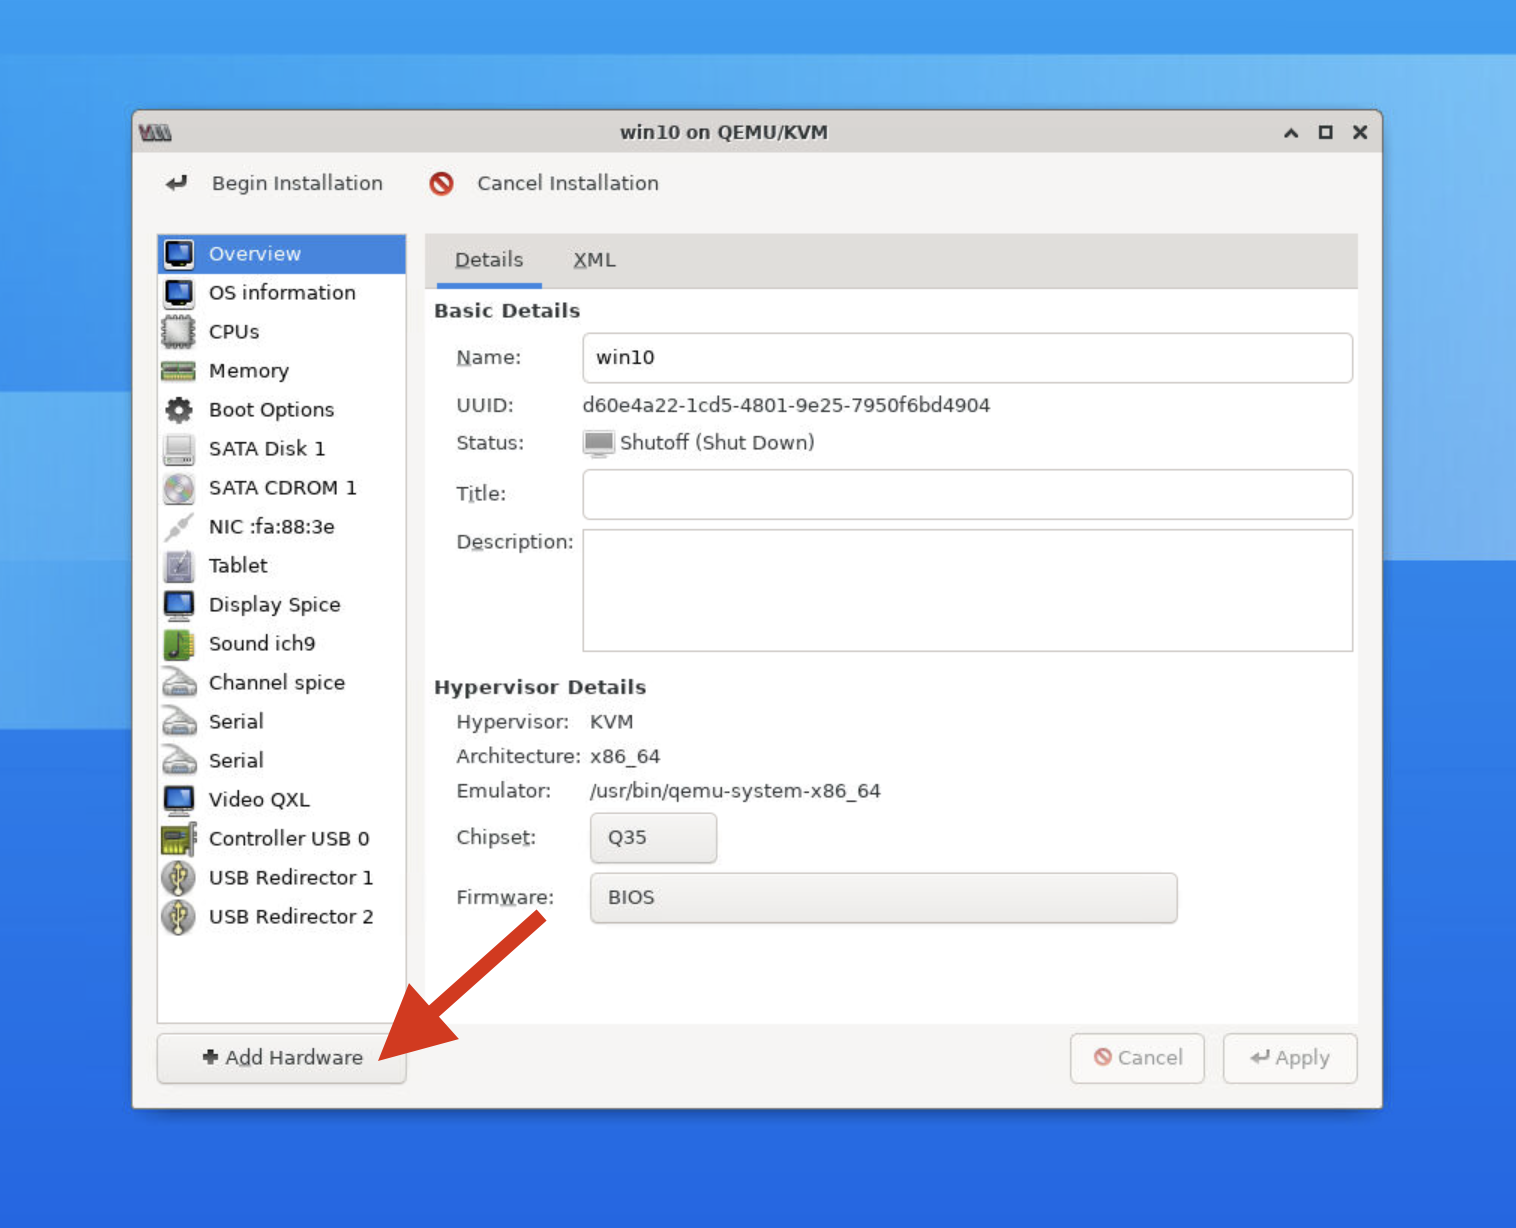 win10 on QEMU/KVM
Begin Installation
Cancel Installation
Overview
OS information
CPUs
Memory
Boot Options
SATA Disk 1
SATA CDROM 1
NIC :fa:88:3e
Tablet
Display Spice
Sound ich9
Channel spice
Serial
Serial
Video QXL
Controller USB 0
USB Redirector 1
USB Redirector 2
Add Hardware
Details XML
Basic Details
Name: win10
UUID: d60e4a22-1cd5-4801-9e25-7950f6bd4904
Status: Shutoff (Shut Down)
Title:
Description:
Hypervisor Details
Hypervisor: KVM
Architecture: x86_64
Emulator: /usr/bin/qemu-system-x86_64
Chipset: Q35
Firmware: BIOS
Cancel
Apply